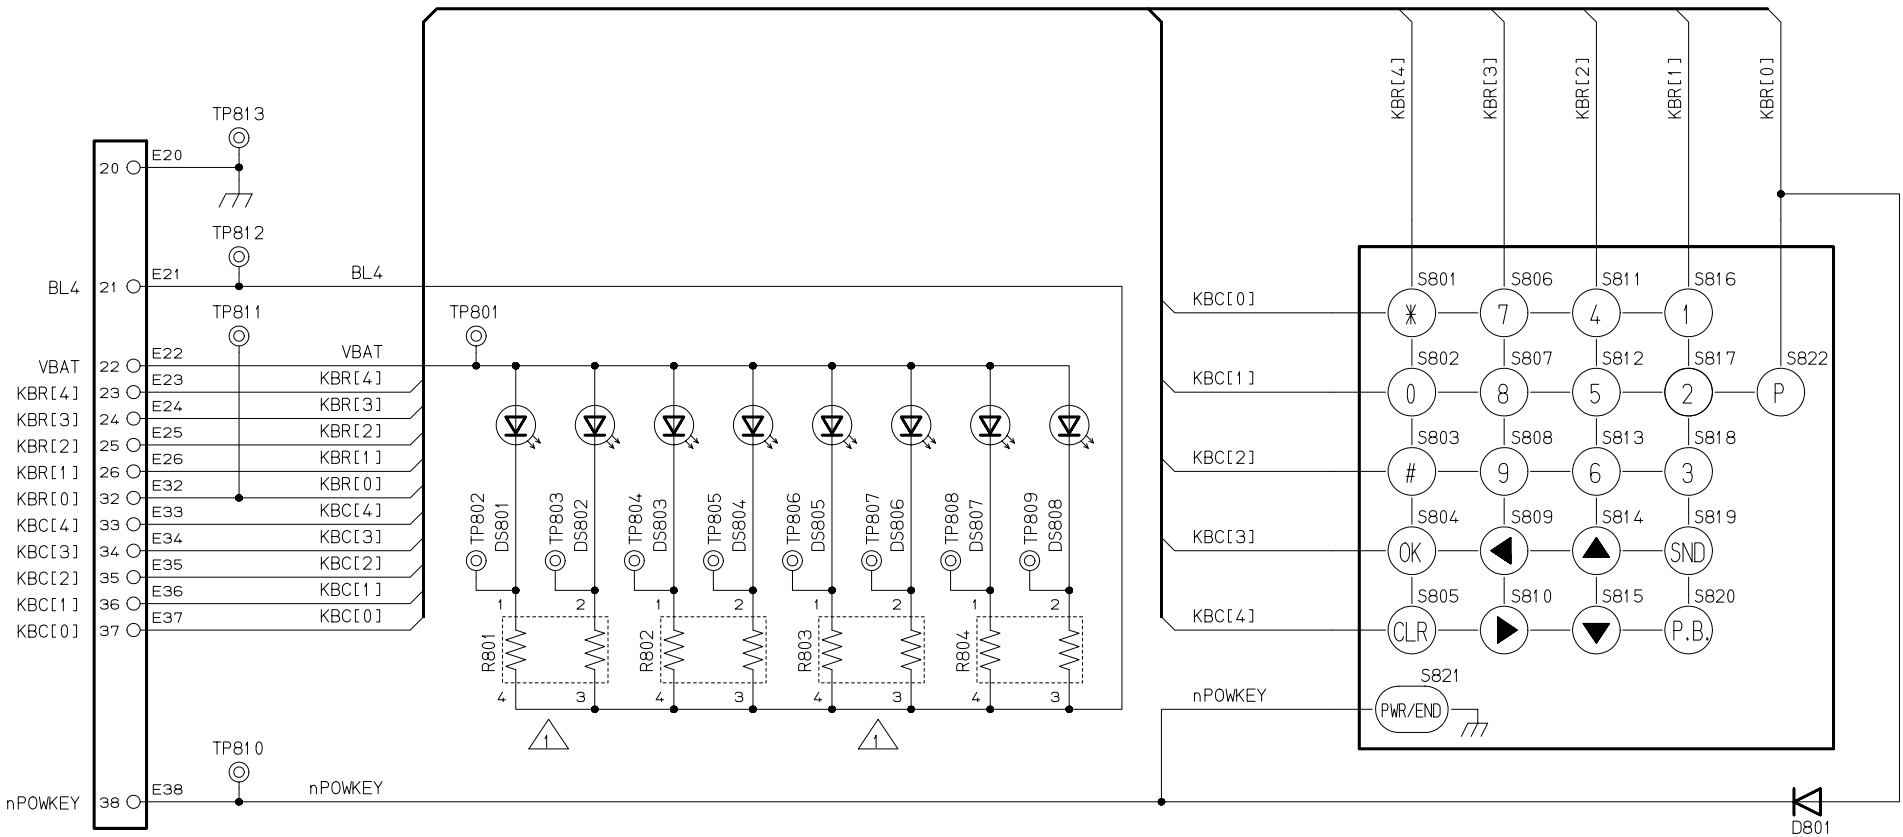 KBR[4]
KBR[3]
KBR[2]
KBR[1]
KBR[0]
TP813
20
E20
TP812
BL4
21
E21
BL4
TP811
TP801
VBAT
22
E22
VBAT
KBR[4]
23
E23
KBR[4]
KBR[3]
24
E24
KBR[3]
KBR[2]
25
E25
KBR[2]
KBR[1]
26
E26
KBR[1]
KBR[0]
32
E32
KBR[0]
KBC[4]
33
E33
KBC[4]
KBC[3]
34
E34
KBC[3]
KBC[2]
35
E35
KBC[2]
KBC[1]
36
E36
KBC[1]
KBC[0]
37
E37
KBC[0]
TP802
DS801
TP803
DS802
TP804
DS803
TP805
DS804
TP806
DS805
TP807
DS806
TP808
DS807
TP809
DS808
1
2
1
2
1
2
1
2
R801
R802
R803
R804
4
3
4
3
4
3
4
3
1
1
KBC[0]
S801
*
S806
7
S811
4
S816
1
KBC[1]
S802
0
S807
8
S812
5
S817
2
S822
P
KBC[2]
S803
#
S808
9
S813
6
S818
3
KBC[3]
S804
OK
S809
S814
S819
SND
KBC[4]
S805
CLR
S810
S815
S820
P.B.
nPOWKEY
S821
PWR/END
TP810
nPOWKEY
38
E38
nPOWKEY
D801